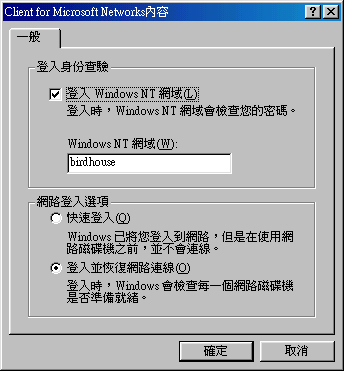 Client for Microsoft Networks內容
一般
登入身份查驗
登入 Windows NT 網域(L)
登入時，Windows NT 網域會檢查您的密碼。
Windows NT 網域(W):
birdhouse
網路登入選項
快速登入(Q)
Windows 已將您登入到網路，但是在使用網
路磁碟機之前，並不會連線。
登入並恢復網路連線(O)
登入時，Windows 會檢查每一個網路磁碟機
是否準備就緒。
確定
取消